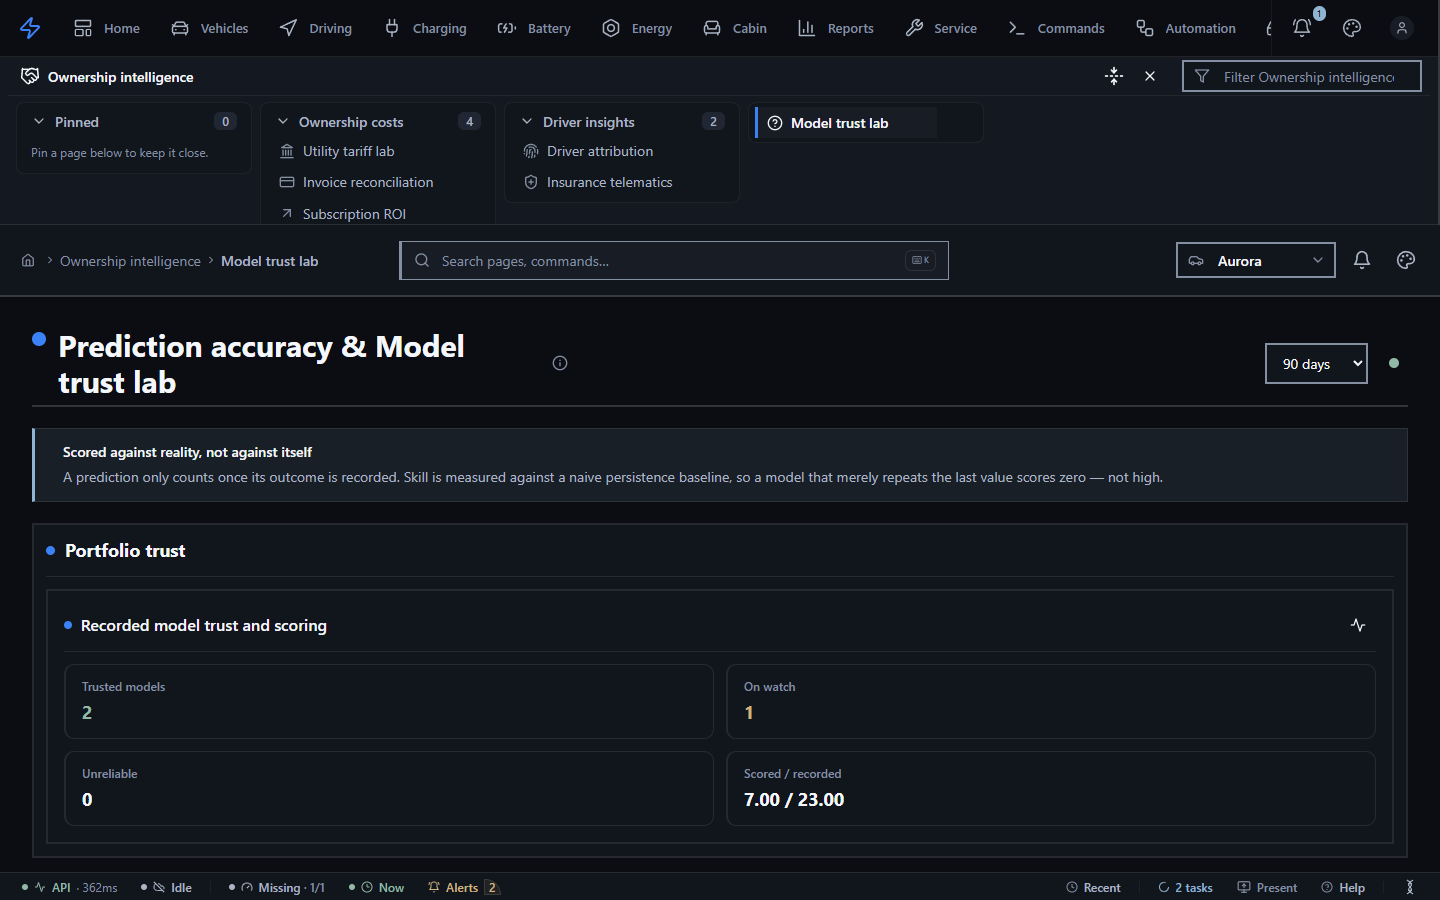 Home
Vehicles
Driving
Charging
Battery
Energy
Cabin
Reports
Service
Commands
Automation
1
Ownership intelligence
Filter Ownership intelligence
Pinned 0
Pin a page below to keep it close.
Ownership costs 4
Utility tariff lab
Invoice reconciliation
Subscription ROI
Driver insights 2
Driver attribution
Insurance telematics
Model trust lab
Ownership intelligence
Model trust lab
Search pages, commands...
K
Aurora
Prediction accuracy & Model
trust lab
90 days
Scored against reality, not against itself
A prediction only counts once its outcome is recorded. Skill is measured against a naive persistence baseline, so a model that merely repeats the last value scores zero — not high.
Portfolio trust
Recorded model trust and scoring
Trusted models
2
On watch
1
Unreliable
0
Scored / recorded
7.00 / 23.00
API · 362ms
Idle
Missing · 1/1
Now
Alerts 2
Recent
2 tasks
Present
Help